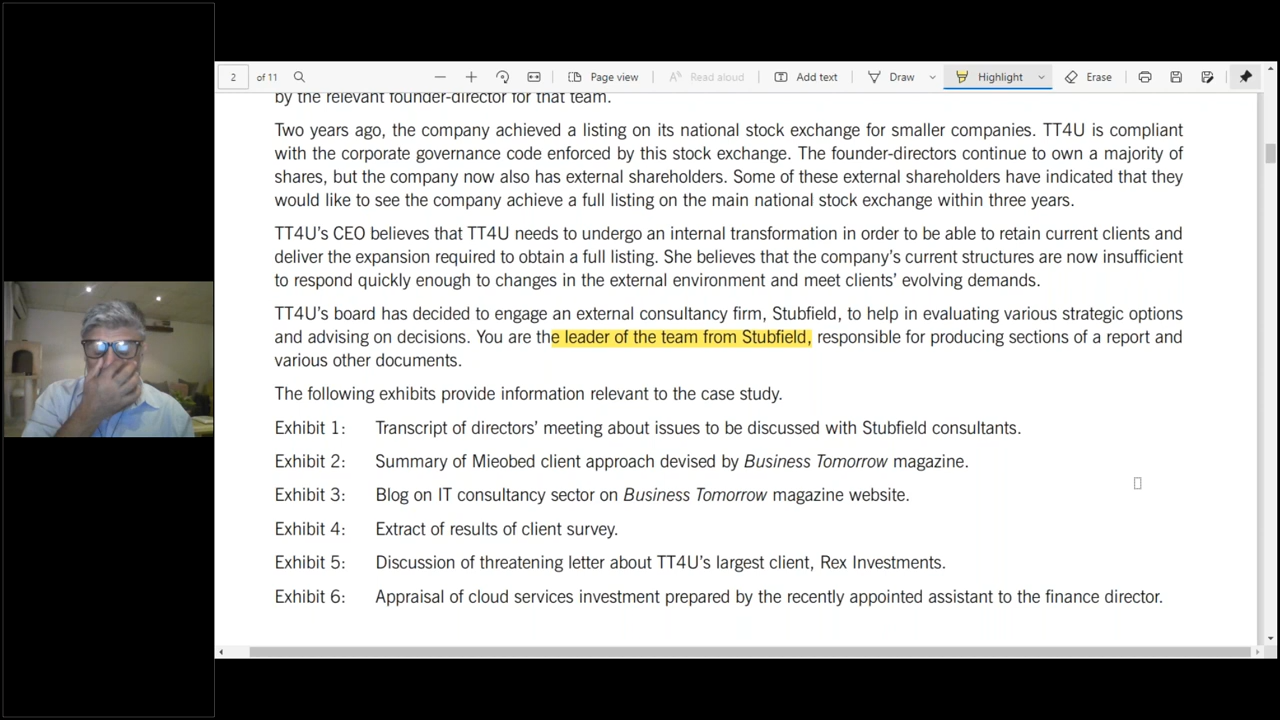 2 of 11 Page view Read aloud Add text Draw Highlight Erase
by the relevant founder-director for that team.
Two years ago, the company achieved a listing on its national stock exchange for smaller companies. TT4U is compliant
with the corporate governance code enforced by this stock exchange. The founder-directors continue to own a majority of
shares, but the company now also has external shareholders. Some of these external shareholders have indicated that they
would like to see the company achieve a full listing on the main national stock exchange within three years.
TT4U's CEO believes that TT4U needs to undergo an internal transformation in order to be able to retain current clients and
deliver the expansion required to obtain a full listing. She believes that the company's current structures are now insufficient
to respond quickly enough to changes in the external environment and meet clients' evolving demands.
TT4U's board has decided to engage an external consultancy firm, Stubfield, to help in evaluating various strategic options
and advising on decisions. You are the leader of the team from Stubfield, responsible for producing sections of a report and
various other documents.
The following exhibits provide information relevant to the case study.
Exhibit 1: Transcript of directors' meeting about issues to be discussed with Stubfield consultants.
Exhibit 2: Summary of Mieobed client approach devised by Business Tomorrow magazine.
Exhibit 3: Blog on IT consultancy sector on Business Tomorrow magazine website.
Exhibit 4: Extract of results of client survey.
Exhibit 5: Discussion of threatening letter about TT4U's largest client, Rex Investments.
Exhibit 6: Appraisal of cloud services investment prepared by the recently appointed assistant to the finance director.